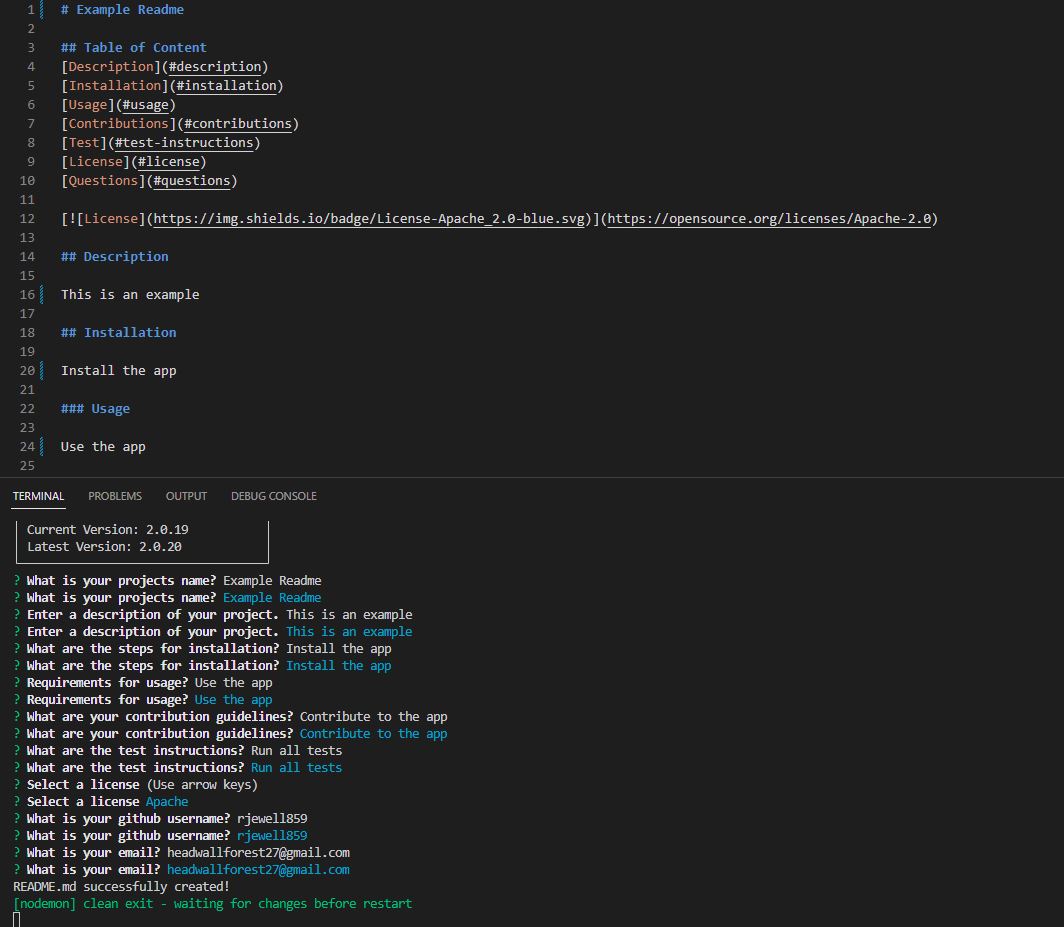 1 # Example Readme
2
3 ## Table of Content
4 [Description](#description)
5 [Installation](#installation)
6 [Usage](#usage)
7 [Contributions](#contributions)
8 [Test](#test-instructions)
9 [License](#license)
10 [Questions](#questions)
11
12 [![License](https://img.shields.io/badge/License-Apache_2.0-blue.svg)](https://opensource.org/licenses/Apache-2.0)
13
14 ## Description
15
16 This is an example
17
18 ## Installation
19
20 Install the app
21
22 ### Usage
23
24 Use the app
25
TERMINAL PROBLEMS OUTPUT DEBUG CONSOLE
Current Version: 2.0.19
Latest Version: 2.0.20
? What is your projects name? Example Readme
? What is your projects name? Example Readme
? Enter a description of your project. This is an example
? Enter a description of your project. This is an example
? What are the steps for installation? Install the app
? What are the steps for installation? Install the app
? Requirements for usage? Use the app
? Requirements for usage? Use the app
? What are your contribution guidelines? Contribute to the app
? What are your contribution guidelines? Contribute to the app
? What are the test instructions? Run all tests
? What are the test instructions? Run all tests
? Select a license (Use arrow keys)
? Select a license Apache
? What is your github username? rjewell859
? What is your github username? rjewell859
? What is your email? headwallforest27@gmail.com
? What is your email? headwallforest27@gmail.com
README.md successfully created!
[nodemon] clean exit - waiting for changes before restart